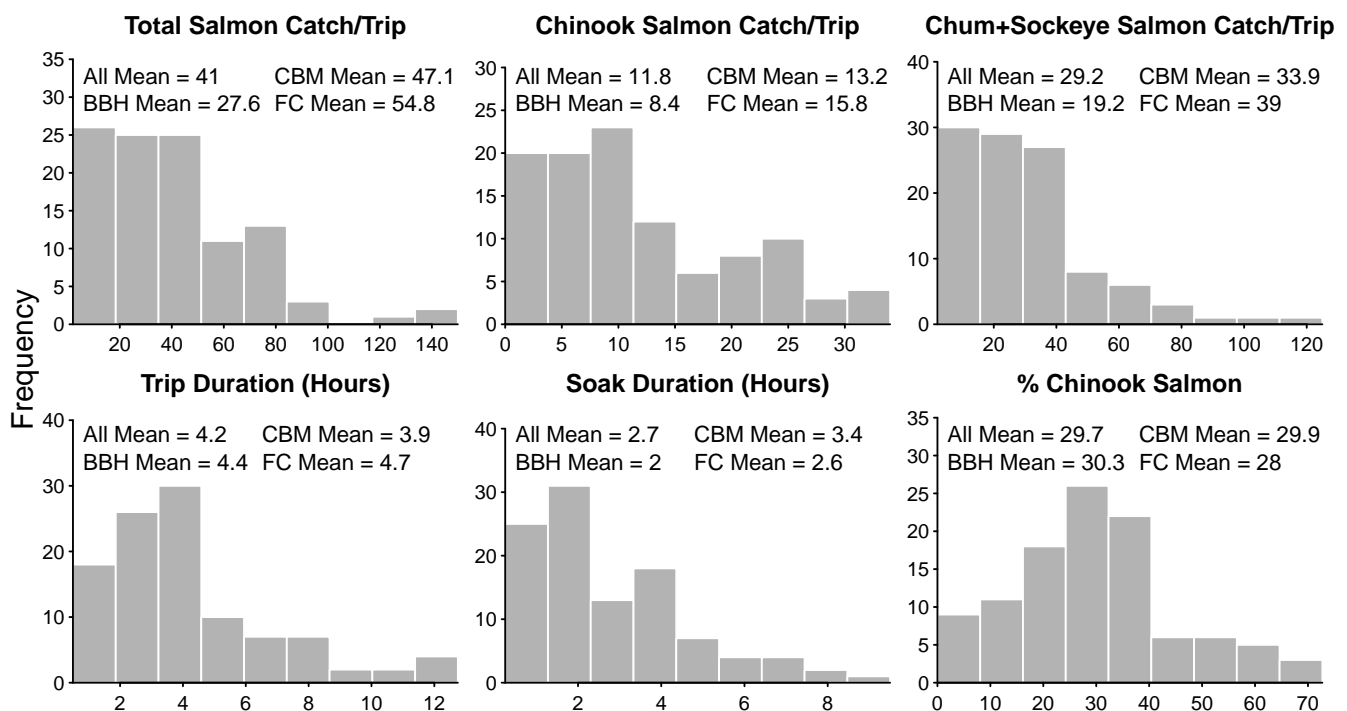 Total Salmon Catch/Trip
All Mean = 41 CBM Mean = 47.1
BBH Mean = 27.6 FC Mean = 54.8
35
30
25
20
15
10
5
0
20 40 60 80 100 120 140
Chinook Salmon Catch/Trip
All Mean = 11.8 CBM Mean = 13.2
BBH Mean = 8.4 FC Mean = 15.8
30
25
20
15
10
5
0
0 5 10 15 20 25 30
Chum+Sockeye Salmon Catch/Trip
All Mean = 29.2 CBM Mean = 33.9
BBH Mean = 19.2 FC Mean = 39
40
30
20
10
0
20 40 60 80 100 120
Frequency
Trip Duration (Hours)
All Mean = 4.2 CBM Mean = 3.9
BBH Mean = 4.4 FC Mean = 4.7
40
30
20
10
0
2 4 6 8 10 12
Soak Duration (Hours)
All Mean = 2.7 CBM Mean = 3.4
BBH Mean = 2 FC Mean = 2.6
40
30
20
10
0
2 4 6 8
% Chinook Salmon
All Mean = 29.7 CBM Mean = 29.9
BBH Mean = 30.3 FC Mean = 28
35
30
25
20
15
10
5
0
0 10 20 30 40 50 60 70